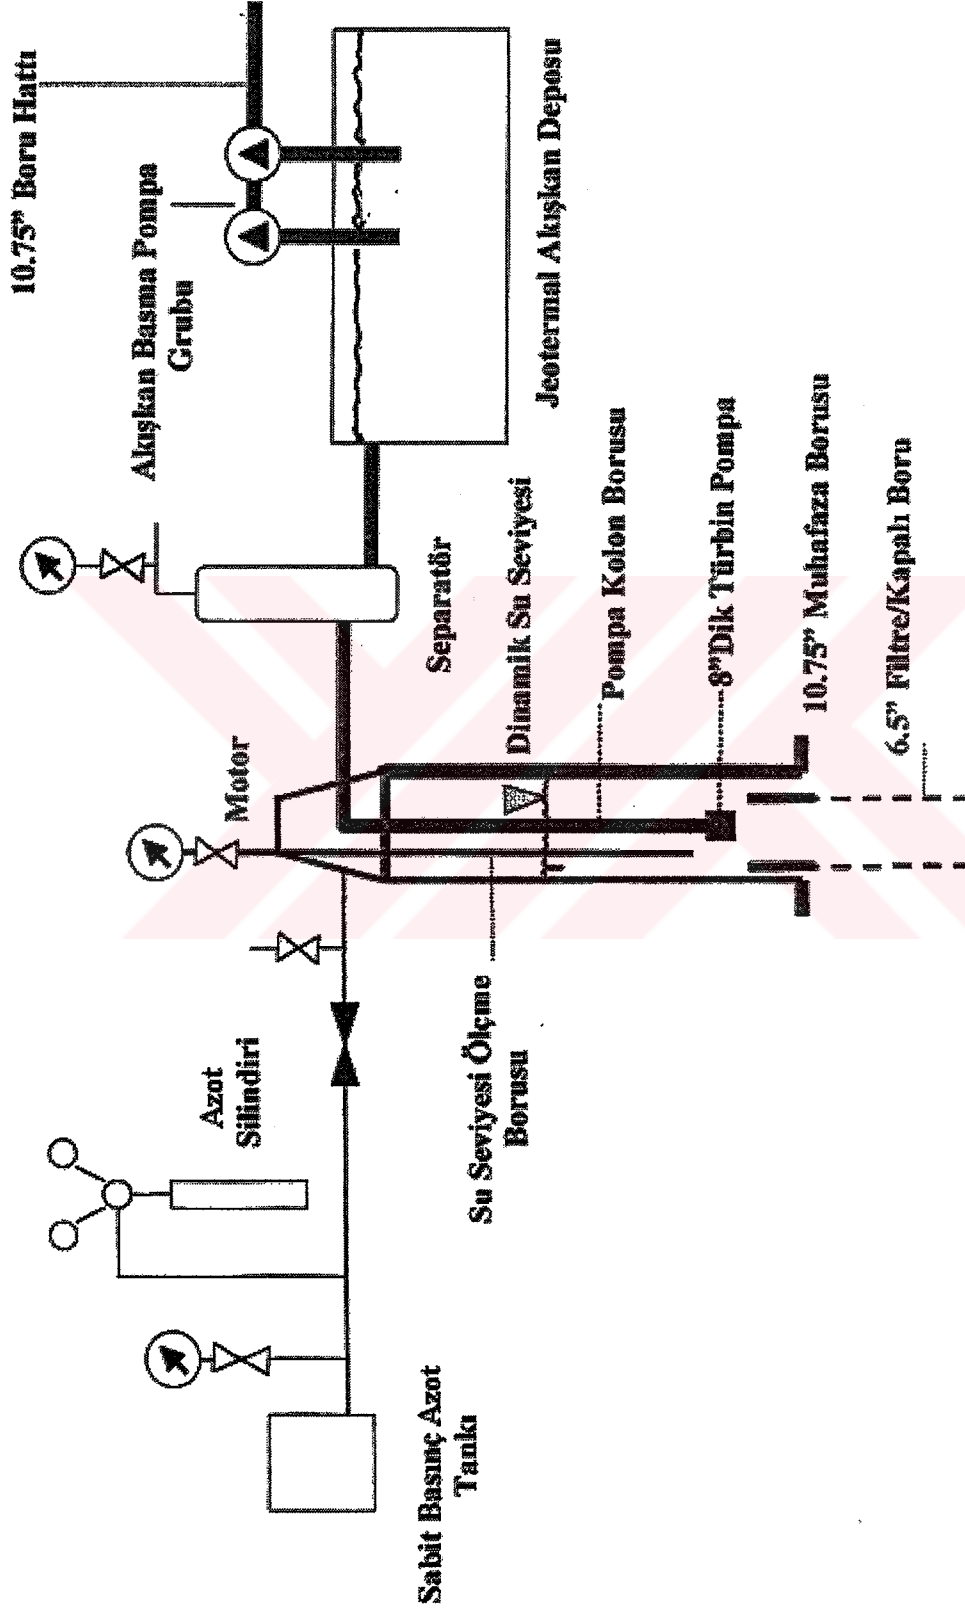 10.75” Boru Hattı
Akışkan Basma Pompa
Grubu
Jeotermal Akışkan Deposu
Separatör
Motor
Dinamik Su Seviyesi
Pompa Kolon Borusu
8”Dik Türbin Pompa
10.75” Muhafaza Borusu
6.5” Filtre/Kapalı Boru
Azot
Silindiri
Su Seviyesi Ölçme
Borusu
Sabit Basınç Azot
Tankı